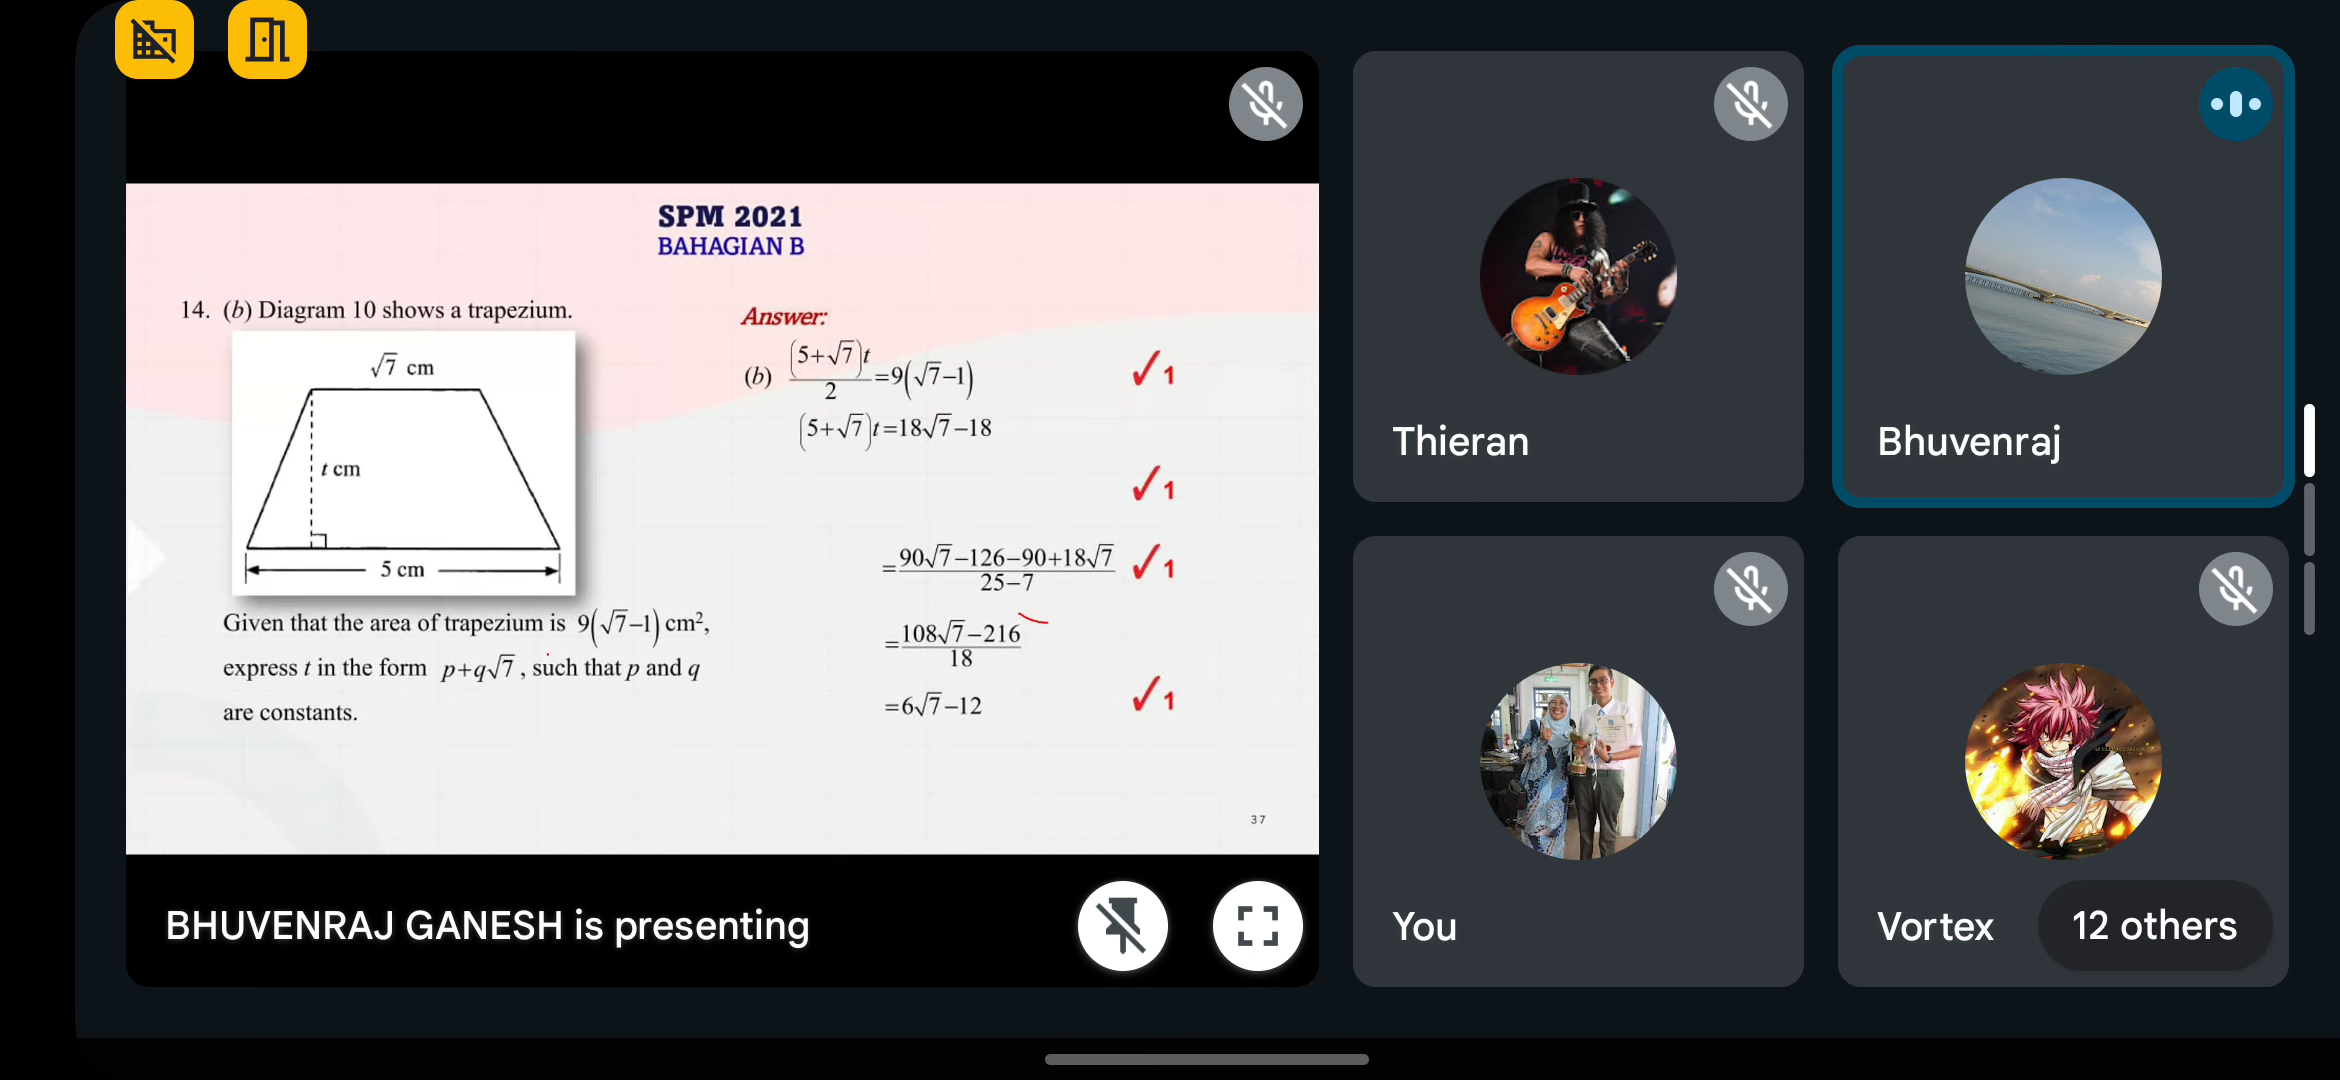 SPM 2021
BAHAGIAN B
14. (b) Diagram 10 shows a trapezium.
√7 cm
t cm
5 cm
Given that the area of trapezium is 9(√7−1) cm²,
express t in the form p+q√7, such that p and q
are constants.
Answer:
(b) (5+√7)t/2 =9(√7−1) ✓1
(5+√7)t=18√7−18
✓1
=90√7−126−90+18√7/25−7 ✓1
=108√7−216/18
=6√7−12 ✓1
37
BHUVENRAJ GANESH is presenting
Thieran
Bhuvenraj
You
Vortex
12 others